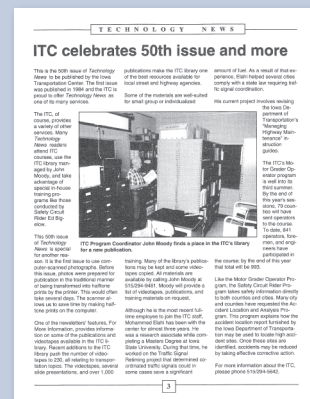 TECHNOLOGY NEWS
ITC celebrates 50th issue and more
This is the 50th issue of Technology
News to be published by the Iowa
Transportation Center. The first issue
was published in 1984 and the ITC is
proud to offer Technology News as
one of its many services.
The ITC, of
course,
provides
a variety of other
services. Many
Technology
News readers
attend ITC
courses, use the
ITC library man-
aged by John
Moody, and take
advantage of
special in-house
training pro-
grams like those
conducted by
Safety Circuit
Rider Ed Big-
elow.
This 50th issue
of Technology
News is special
for another rea-
son. It is the first issue to use com-
puter-scanned photographs. Before
this issue, photos were prepared for
publication in the traditional manner
of being transformed into halftone
prints by the printer. This would often
take several days. The scanner al-
lows us to save time by making half-
tone prints on the computer.
One of the newsletters' features, For
More Information, provides informa-
tion on some of the publications and
videotapes available in the ITC li-
brary. Recent additions to the ITC
library push the number of video-
tapes to 230, all relating to transpor-
tation topics. The videotapes, several
slide presentations, and over 1,000
publications make the ITC library one
of the best resources available for
local street and highway agencies.
Some of the materials are well-suited
for small group or individualized
ITC Program Coordinator John Moody finds a place in the ITC's library
for a new publication.
training. Many of the library's publica-
tions may be kept and some video-
tapes copied. All materials are
available by calling John Moody at
515/294-9481. Moody will provide a
list of videotapes, publications, and
training materials on request.
Although he is the most recent full-
time employee to join the ITC staff,
Mohammed Elahi has been with the
center for almost three years. He
was a research associate while com-
pleting a Masters Degree at Iowa
State University. During that time, he
worked on the Traffic Signal
Retiming project that determined co-
ordinated traffic signals could in
some cases save a significant
amount of fuel. As a result of that ex-
perience, Elahi helped several cities
comply with a state law requiring traf-
fic signal coordination.
His current project involves revising
the Iowa De-
partment of
Transportation's
"Managing
Highway Main-
tenance" in-
struction
guides.
The ITC's Mo-
tor Grader Op-
erator program
is well into its
third summer.
By the end of
this year's ses-
sions, 78 coun-
ties will have
sent operators
to the course.
To date, 841
operators, fore-
men, and engi-
neers have
participated in
the course; by the end of this year
that total will be 993.
Like the Motor Grader Operator Pro-
gram, the Safety Circuit Rider Pro-
gram takes safety information directly
to both counties and cities. Many city
and counties have requested the Ac-
cident Location and Analysis Pro-
gram. This program explains how the
accident location report furnished by
the Iowa Department of Transporta-
tion may be used to locate high acci-
dent sites. Once these sites are
identified, accidents may be reduced
by taking effective corrective action.
For more information about the ITC,
please phone 515/294-9642.
3